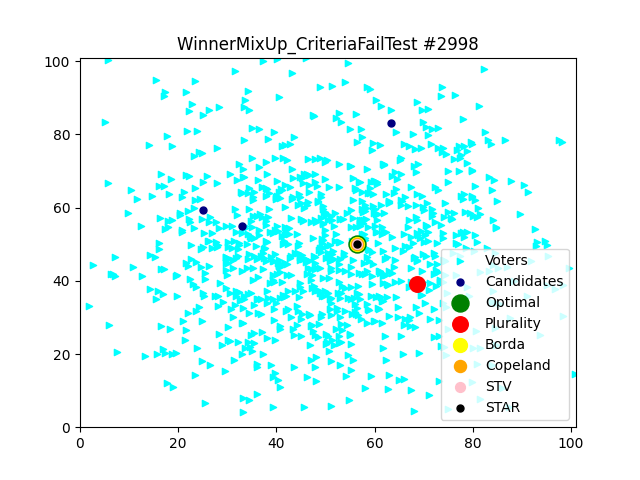 WinnerMixUp_CriteriaFailTest #2998
100
80
60
40
20
0
0 20 40 60 80 100
Voters
Candidates
Optimal
Plurality
Borda
Copeland
STV
STAR